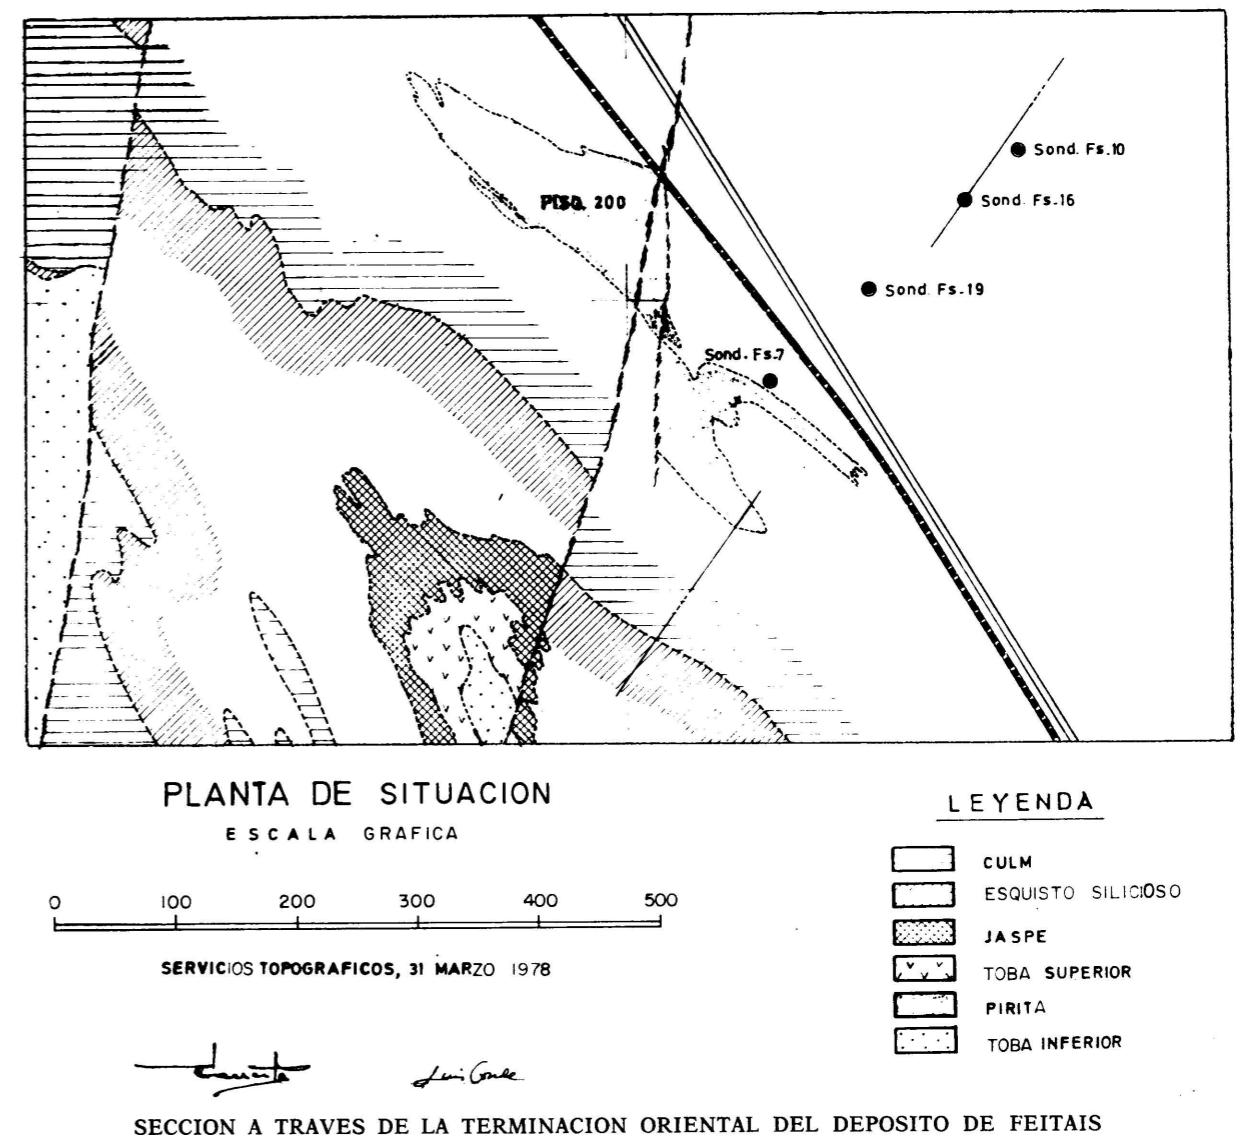 Sond. Fs-10
Sond. Fs-16
PISO. 200
Sond. Fs-19
Sond. Fs-7
PLANTA DE SITUACION
ESCALA GRAFICA
0 100 200 300 400 500
SERVICIOS TOPOGRAFICOS, 31 MARZO 1978
LEYENDA
CULM
ESQUISTO SILICIOSO
JASPE
TOBA SUPERIOR
PIRITA
TOBA INFERIOR
SECCION A TRAVES DE LA TERMINACION ORIENTAL DEL DEPOSITO DE FEITAIS